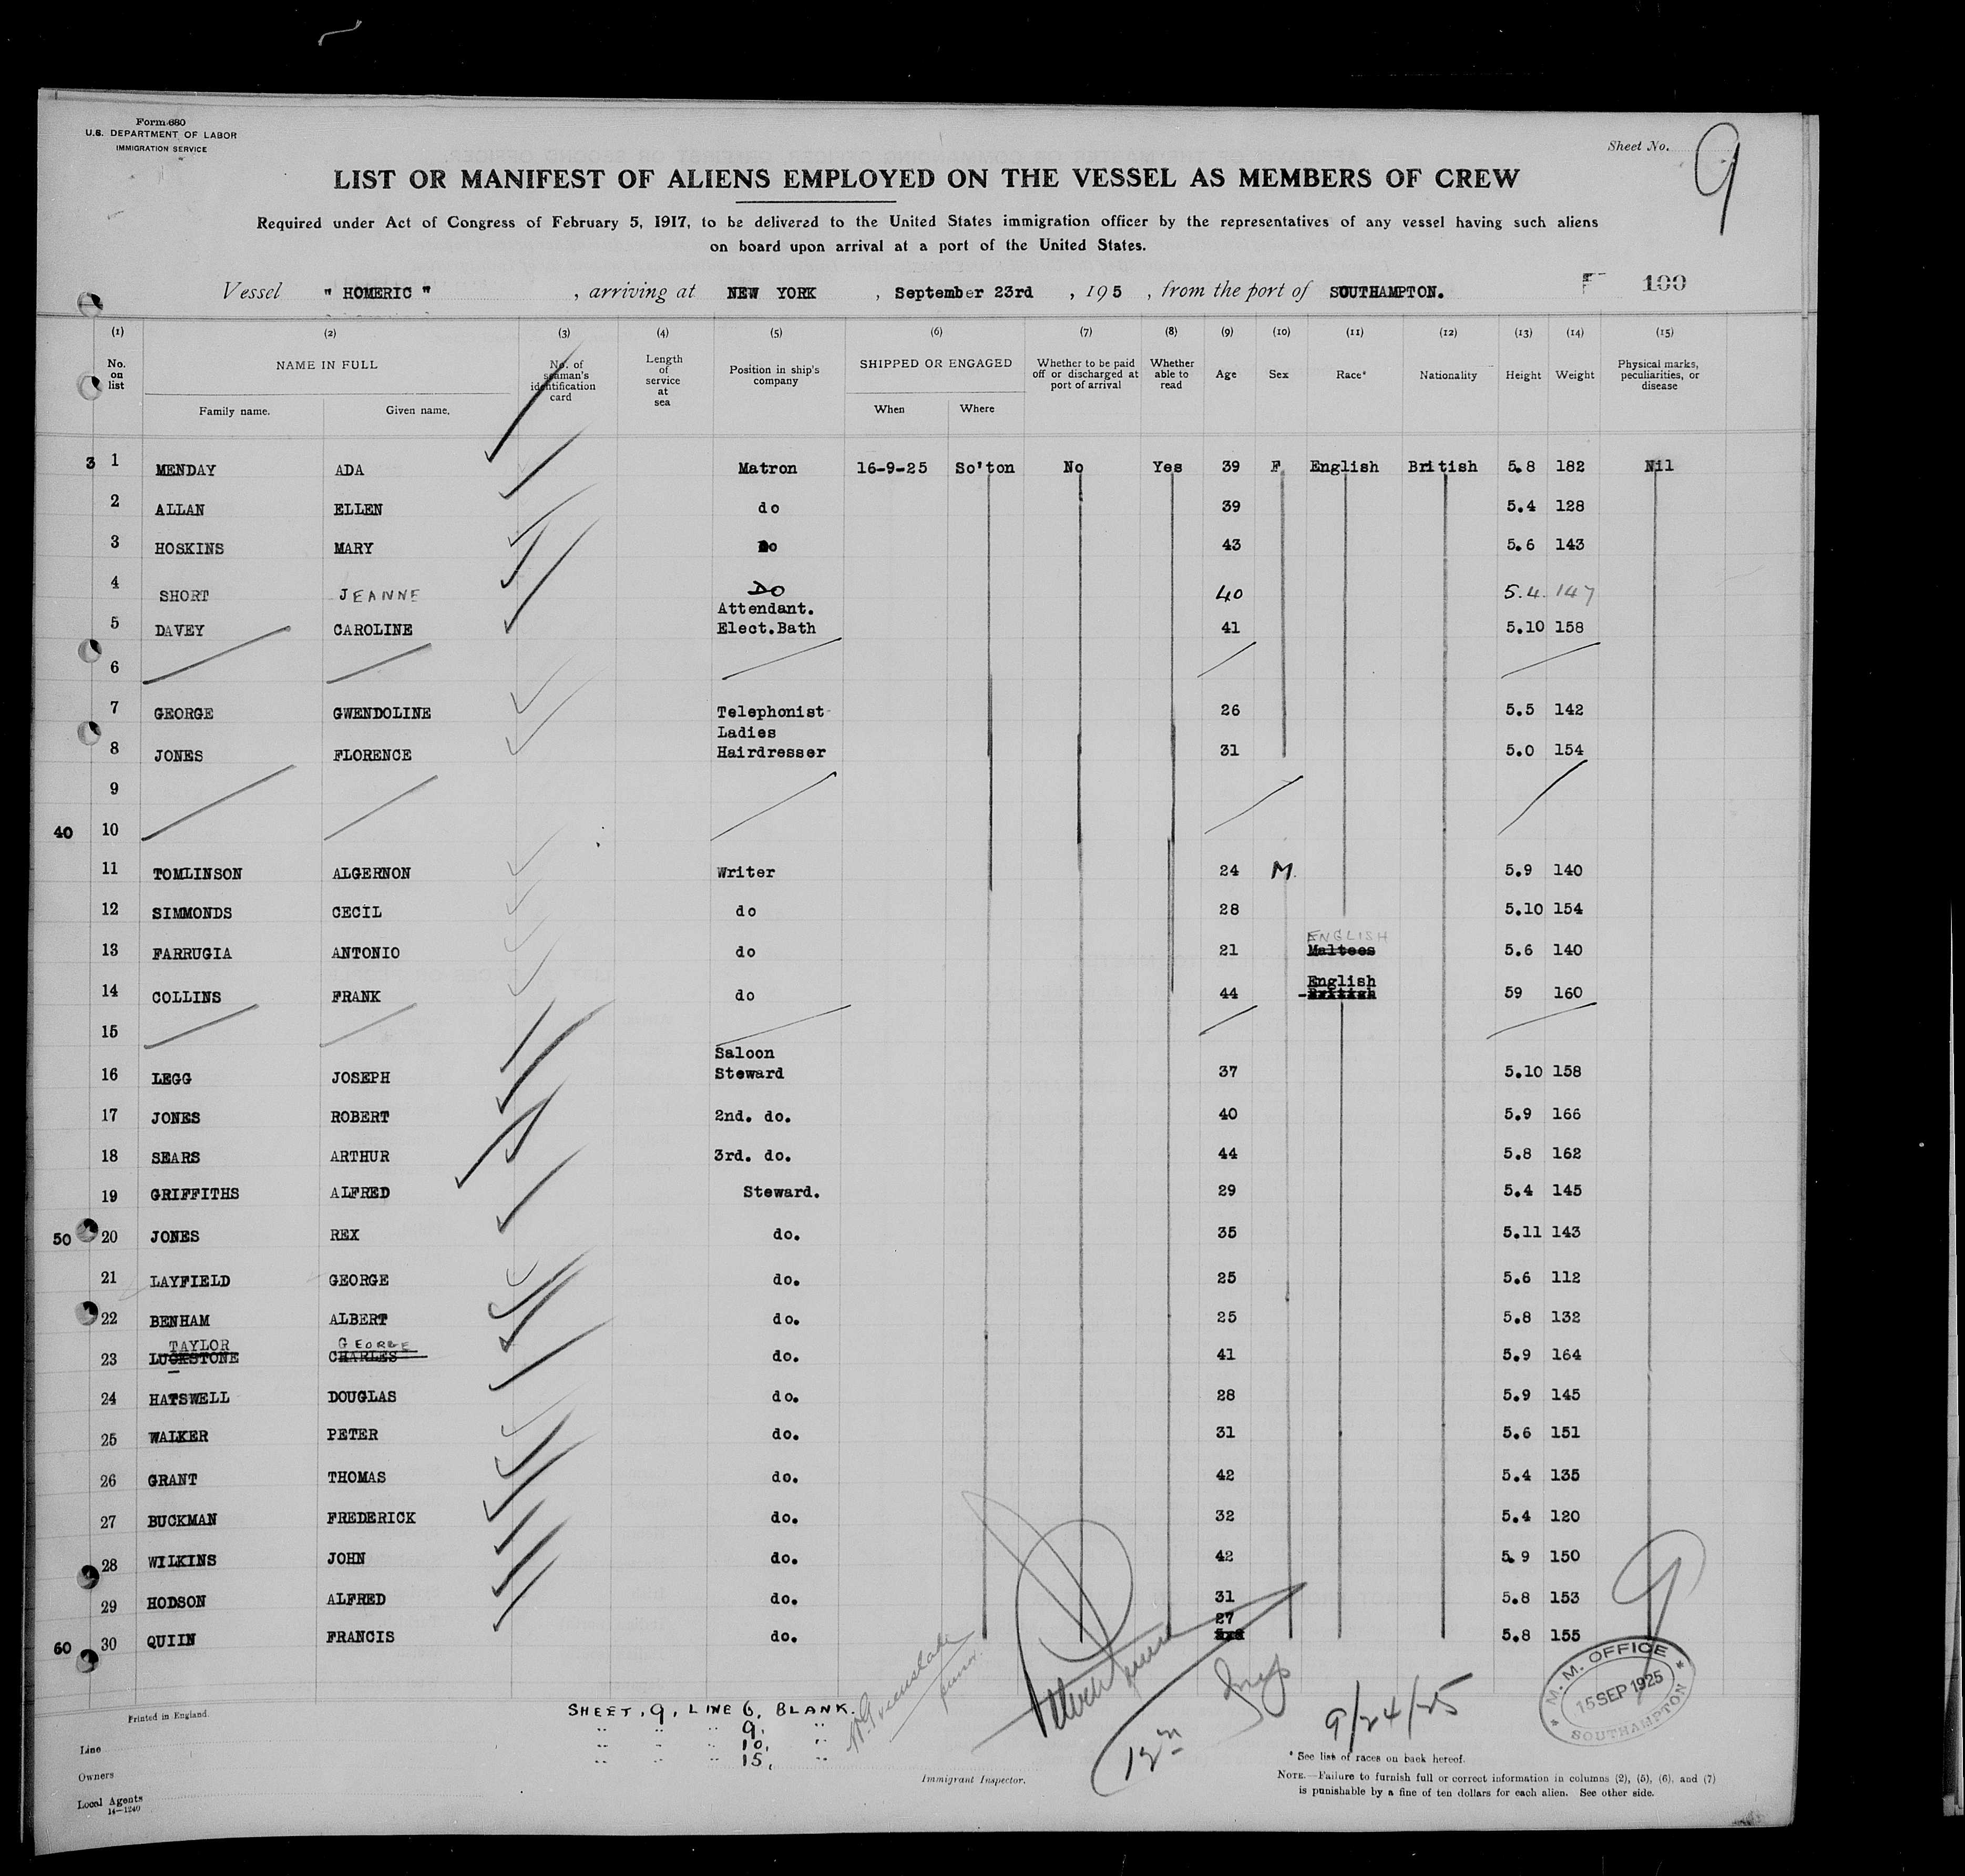 Form 680
U.S. DEPARTMENT OF LABOR
IMMIGRATION SERVICE
Sheet No. 9
LIST OR MANIFEST OF ALIENS EMPLOYED ON THE VESSEL AS MEMBERS OF CREW
Required under Act of Congress of February 5, 1917, to be delivered to the United States immigration officer by the representatives of any vessel having such aliens
on board upon arrival at a port of the United States.
Vessel " HOMERIC " , arriving at NEW YORK , September 23rd , 195 , from the port of SOUTHAMPTON. F 100
(1) (2) (3) (4) (5) (6) (7) (8) (9) (10) (11) (12) (13) (14) (15)
No. on list NAME IN FULL Family name. Given name. No. of seaman's identification card Length of service at sea Position in ship's company SHIPPED OR ENGAGED When Where Whether to be paid off or discharged at port of arrival Whether able to read Age Sex Race* Nationality Height Weight Physical marks, peculiarities, or disease
3 1 MENDAY ADA Matron 16-9-25 So'ton No Yes 39 F English British 5.8 182 Nil
2 ALLAN ELLEN do 39 5.4 128
3 HOSKINS MARY Do 43 5.6 143
4 SHORT JEANNE DO 40 5.4. 147
5 DAVEY CAROLINE Attendant. Elect.Bath 41 5.10 158
6
7 GEORGE GWENDOLINE Telephonist 26 5.5 142
8 JONES FLORENCE Ladies Hairdresser 31 5.0 154
9
40 10
11 TOMLINSON ALGERNON Writer 24 M. 5.9 140
12 SIMMONDS CECIL do 28 5.10 154
13 FARRUGIA ANTONIO do 21 ENGLISH Maltees 5.6 140
14 COLLINS FRANK do 44 English British 59 160
15
16 LEGG JOSEPH Saloon Steward 37 5.10 158
17 JONES ROBERT 2nd. do. 40 5.9 166
18 SEARS ARTHUR 3rd. do. 44 5.8 162
19 GRIFFITHS ALFRED Steward. 29 5.4 145
50 20 JONES REX do. 35 5.11 143
21 LAYFIELD GEORGE do. 25 5.6 112
22 BENHAM ALBERT do. 25 5.8 132
TAYLOR GEORGE
23 LUCKSTONE CHARLES do. 41 5.9 164
24 HATSWELL DOUGLAS do. 28 5.9 145
25 WALKER PETER do. 31 5.6 151
26 GRANT THOMAS do. 42 5.4 135
27 BUCKMAN FREDERICK do. 32 5.4 120
28 WILKINS JOHN do. 42 5.9 150
29 HODSON ALFRED do. 31 5.8 153
60 30 QUIIN FRANCIS do. 27 5.8 155
9
M.M. OFFICE
15 SEP 1925
SOUTHAMPTON
Printed in England.
SHEET, 9, LINE 6, BLANK.
" " " 9, "
" " " 10, "
" " " 15, "
9/24/25
Line
Owners
Local Agents
14—1240
Immigrant Inspector.
* See list of races on back hereof.
NOTE.—Failure to furnish full or correct information in columns (2), (5), (6), and (7)
is punishable by a fine of ten dollars for each alien. See other side.